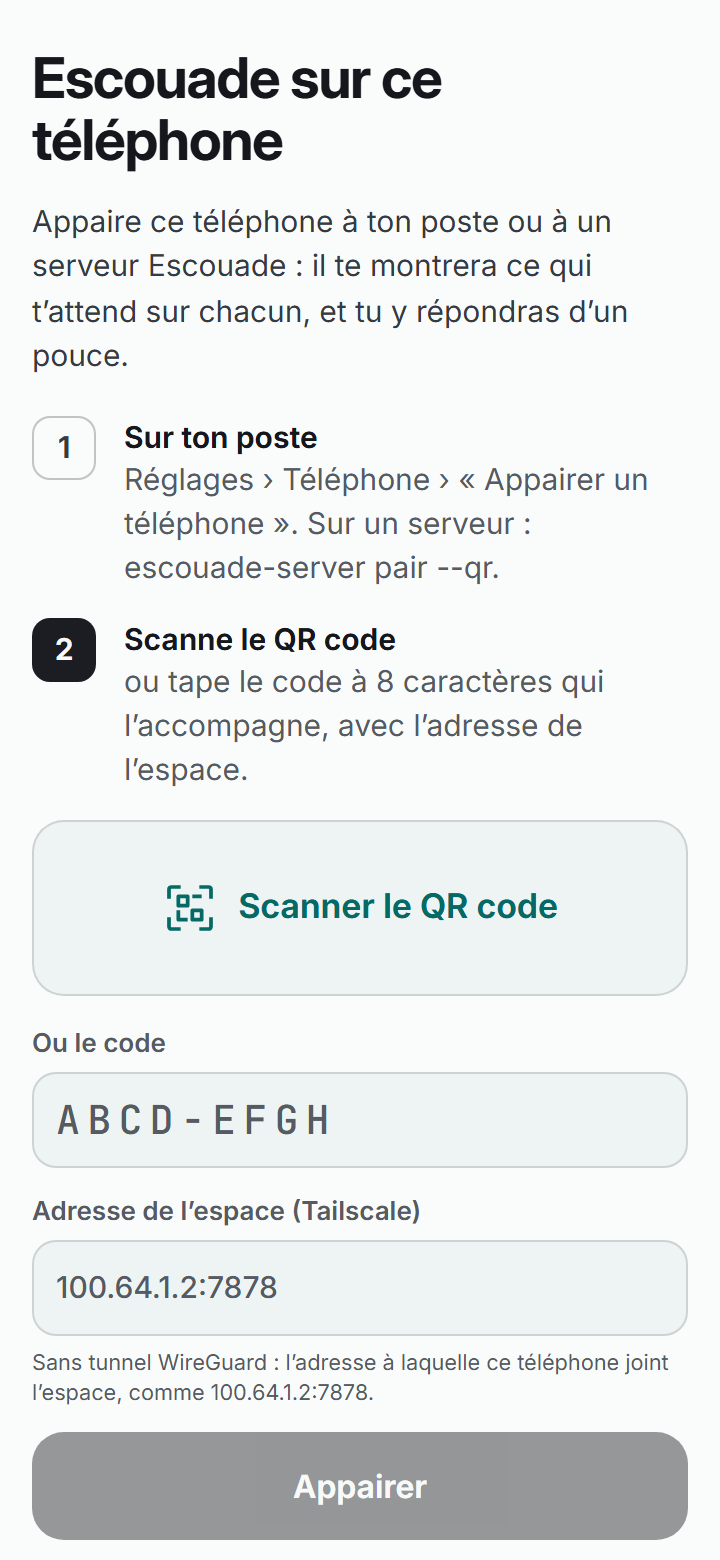 Escouade sur ce
téléphone
Appaire ce téléphone à ton poste ou à un
serveur Escouade : il te montrera ce qui
t’attend sur chacun, et tu y répondras d’un
pouce.
1
Sur ton poste
Réglages › Téléphone › « Appairer un
téléphone ». Sur un serveur :
escouade-server pair --qr.
2
Scanne le QR code
ou tape le code à 8 caractères qui
l’accompagne, avec l’adresse de
l’espace.
Scanner le QR code
Ou le code
ABCD-EFGH
Adresse de l’espace (Tailscale)
100.64.1.2:7878
Sans tunnel WireGuard : l’adresse à laquelle ce téléphone joint
l’espace, comme 100.64.1.2:7878.
Appairer